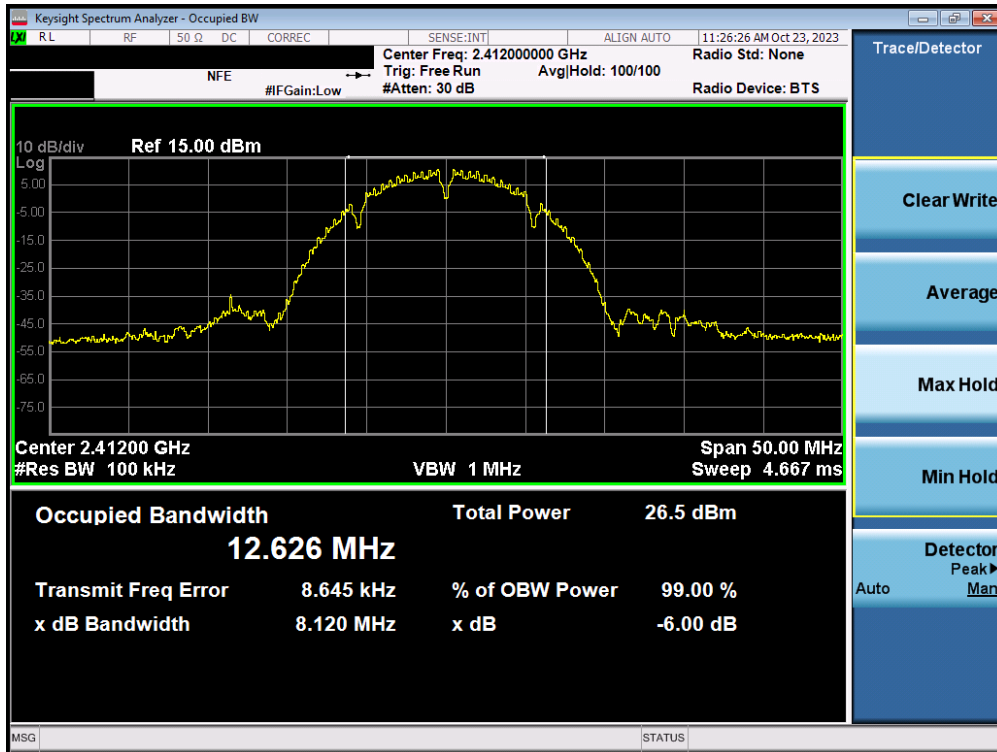 Keysight Spectrum Analyzer - Occupied BW
LXI RL RF 50 Ω DC CORREC SENSE:INT ALIGN AUTO 11:26:26 AM Oct 23, 2023
Center Freq: 2.412000000 GHz Radio Std: None
NFE Trig: Free Run Avg|Hold: 100/100
#IFGain:Low #Atten: 30 dB Radio Device: BTS
Trace/Detector
10 dB/div Ref 15.00 dBm
Log
5.00
-5.00
-15.0
-25.0
-35.0
-45.0
-55.0
-65.0
-75.0
Center 2.41200 GHz Span 50.00 MHz
#Res BW 100 kHz VBW 1 MHz Sweep 4.667 ms
Occupied Bandwidth Total Power 26.5 dBm
12.626 MHz
Transmit Freq Error 8.645 kHz % of OBW Power 99.00 %
x dB Bandwidth 8.120 MHz x dB -6.00 dB
Clear Write
Average
Max Hold
Min Hold
Detector
Peak▶
Auto Man
MSG STATUS